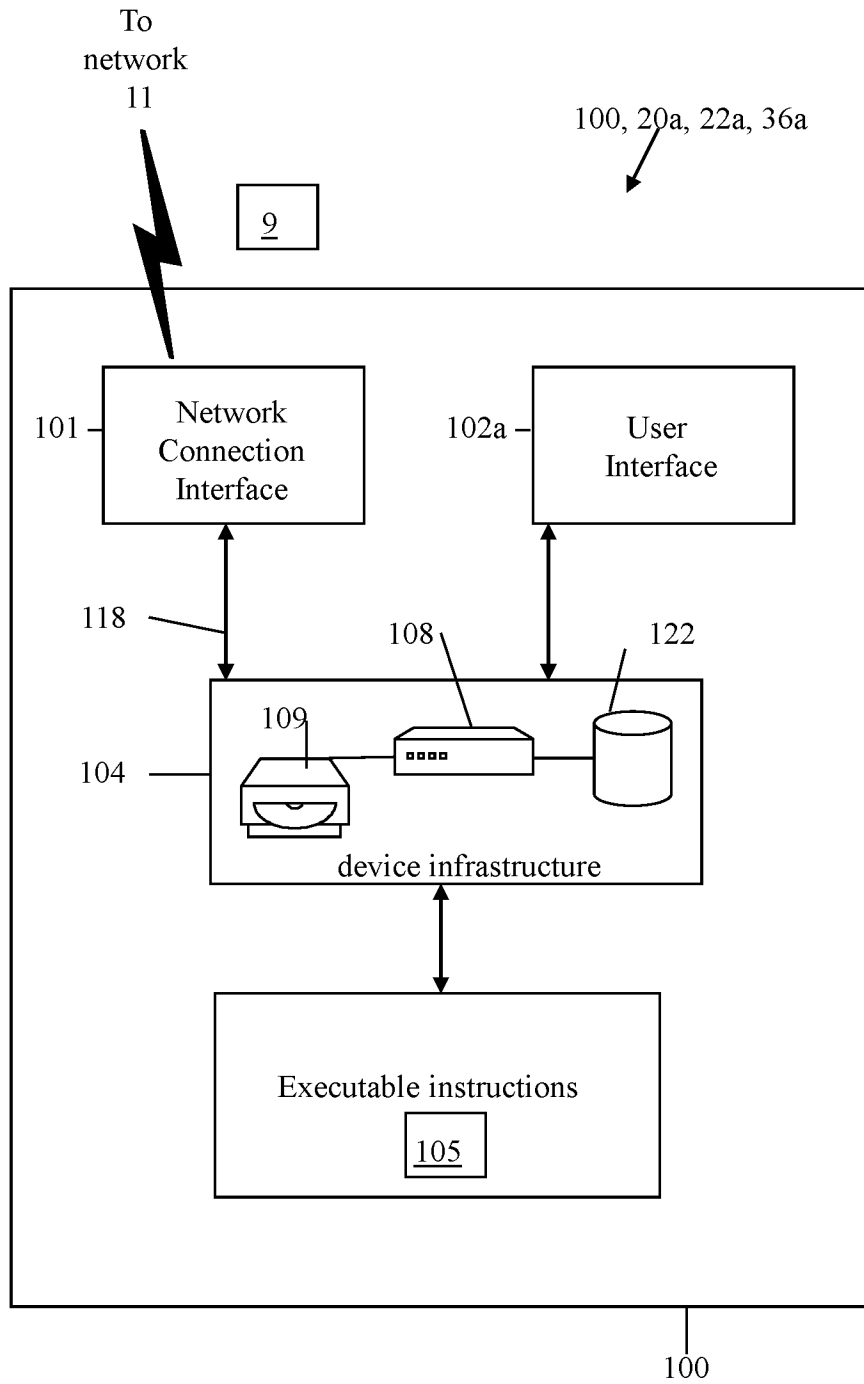 To
network
11
100, 20a, 22a, 36a
9
101
Network
Connection
Interface
102a
User
Interface
118
108
122
109
104
device infrastructure
Executable instructions
105
100